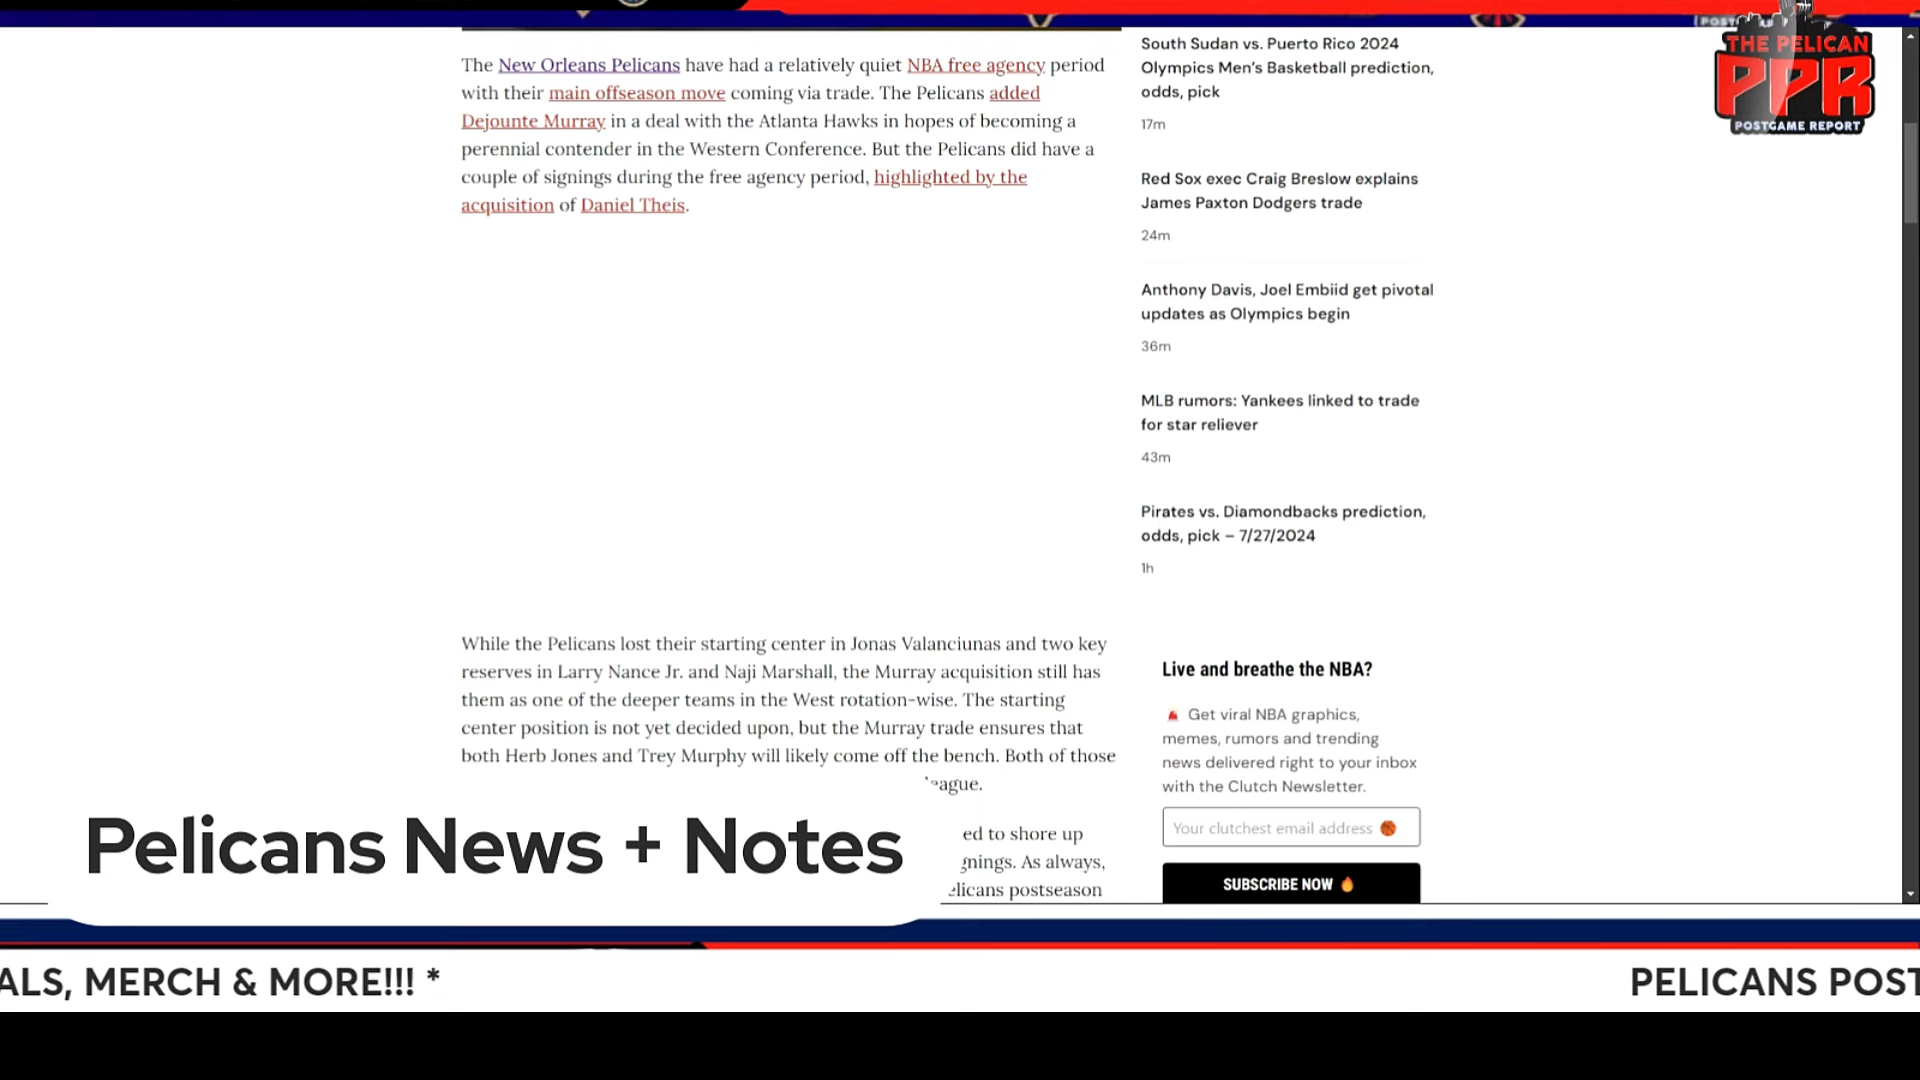 The New Orleans Pelicans have had a relatively quiet NBA free agency period
with their main offseason move coming via trade. The Pelicans added
Dejounte Murray in a deal with the Atlanta Hawks in hopes of becoming a
perennial contender in the Western Conference. But the Pelicans did have a
couple of signings during the free agency period, highlighted by the
acquisition of Daniel Theis.
While the Pelicans lost their starting center in Jonas Valanciunas and two key
reserves in Larry Nance Jr. and Naji Marshall, the Murray acquisition still has
them as one of the deeper teams in the West rotation-wise. The starting
center position is not yet decided upon, but the Murray trade ensures that
both Herb Jones and Trey Murphy will likely come off the bench. Both of those
eague.
ed to shore up
gnings. As always,
elicans postseason
South Sudan vs. Puerto Rico 2024
Olympics Men's Basketball prediction,
odds, pick
17m
Red Sox exec Craig Breslow explains
James Paxton Dodgers trade
24m
Anthony Davis, Joel Embiid get pivotal
updates as Olympics begin
36m
MLB rumors: Yankees linked to trade
for star reliever
43m
Pirates vs. Diamondbacks prediction,
odds, pick – 7/27/2024
1h
Live and breathe the NBA?
Get viral NBA graphics,
memes, rumors and trending
news delivered right to your inbox
with the Clutch Newsletter.
Your clutchest email address
SUBSCRIBE NOW
THE PELICAN
PPR
POSTGAME REPORT
Pelicans News + Notes
ALS, MERCH & MORE!!! *
PELICANS POST